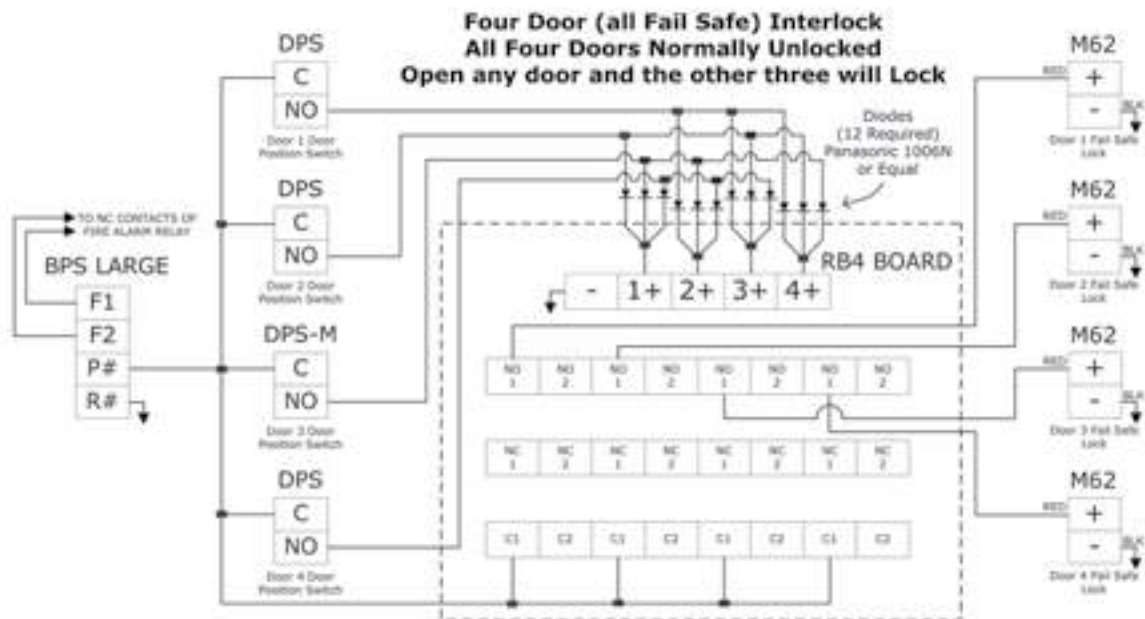 Four Door (all Fail Safe) Interlock
All Four Doors Normally Unlocked
Open any door and the other three will Lock
DPS
C
NO
Door 1 Door
Position Switch
DPS
C
NO
Door 2 Door
Position Switch
DPS-M
C
NO
Door 3 Door
Position Switch
DPS
C
NO
Door 4 Door
Position Switch
TO NC CONTACTS OF
FIRE ALARM RELAY
BPS LARGE
F1
F2
P#
R#
Diodes
(12 Required)
Panasonic 1006N
or Equal
RB4 BOARD
- 1+ 2+ 3+ 4+
NO 1 NO 2 NO 1 NO 2 NO 1 NO 2 NO 1 NO 2
NC 1 NC 2 NC 1 NC 2 NC 1 NC 2 NC 1 NC 2
C1 C2 C1 C2 C1 C2 C1 C2
M62
RED +
- BLK
Door 1 Fail Safe
Lock
M62
RED +
- BLK
Door 2 Fail Safe
Lock
M62
RED +
- BLK
Door 3 Fail Safe
Lock
M62
RED +
- BLK
Door 4 Fail Safe
Lock